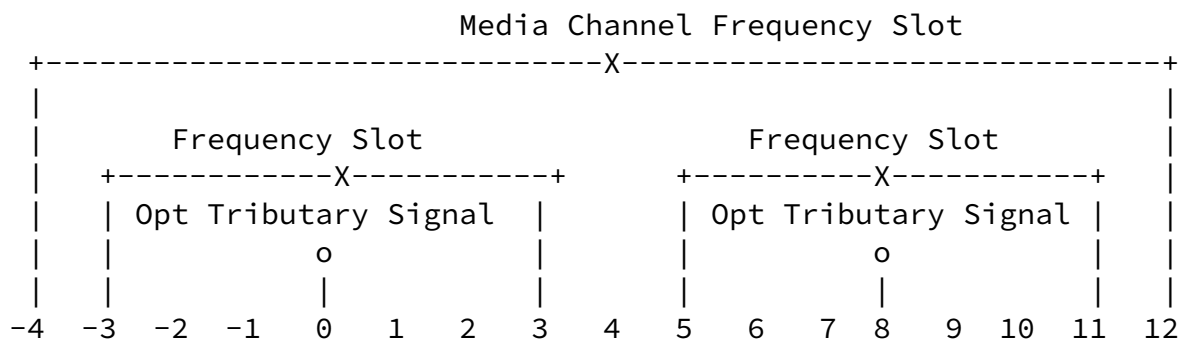 Media Channel Frequency Slot
 +-------------------------------X------------------------------+
 |                                                              |
 |       Frequency Slot                  Frequency Slot         |
 |   +------------X-----------+      +----------X-----------+   |
 |   | Opt Tributary Signal  |       | Opt Tributary Signal |   |
 |   |           o           |       |          o           |   |
 |   |           |           |       |          |           |   |
-4  -3  -2  -1   0   1   2   3   4   5   6   7  8   9  10  11  12